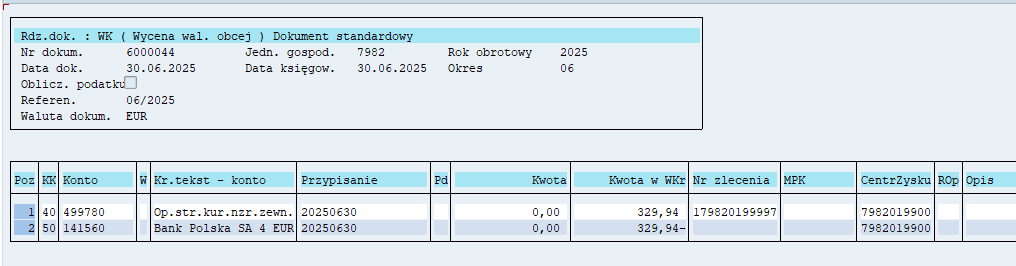 Rdz.dok. : WK ( Wycena wal. obcej ) Dokument standardowy
Nr dokum. 6000044 Jedn. gospod. 7982 Rok obrotowy 2025
Data dok. 30.06.2025 Data księgow. 30.06.2025 Okres 06
Oblicz. podatku
Referen. 06/2025
Waluta dokum. EUR
Poz KK Konto W Kr.tekst - konto Przypisanie Pd Kwota Kwota w WKr Nr zlecenia MPK CentrZysku ROp Opis
1 40 499780 Op.str.kur.nzr.zewn. 20250630 0,00 329,94 179820199997 7982019900
2 50 141560 Bank Polska SA 4 EUR 20250630 0,00 329,94- 7982019900